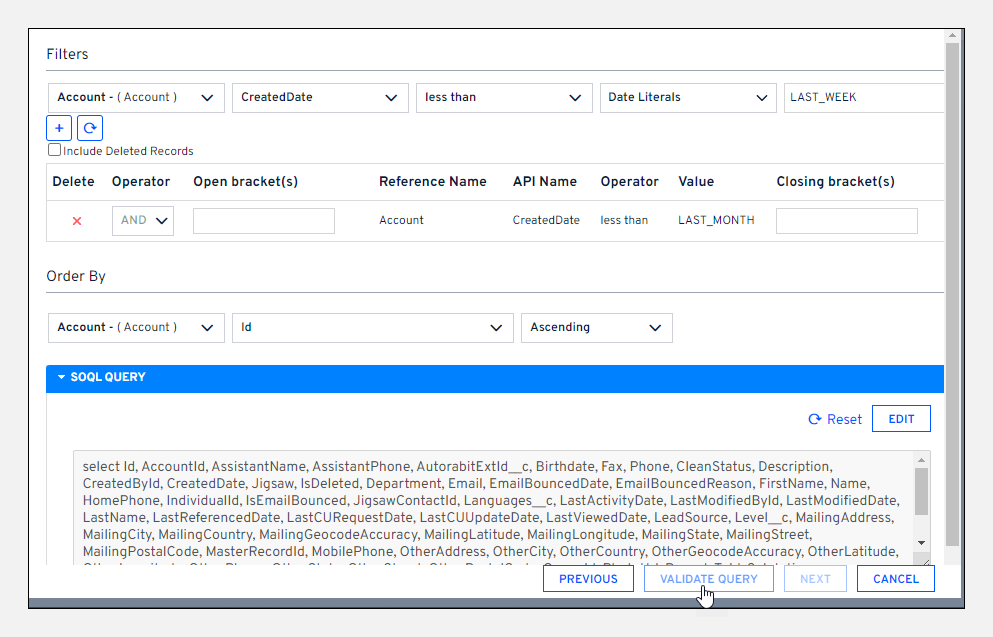 Filters
Account - ( Account ) CreatedDate less than Date Literals LAST_WEEK
+
Include Deleted Records
Delete Operator Open bracket(s) Reference Name API Name Operator Value Closing bracket(s)
AND Account CreatedDate less than LAST_MONTH
Order By
Account - ( Account ) Id Ascending
SOQL QUERY
Reset EDIT
select Id, AccountId, AssistantName, AssistantPhone, AutorabitExtId__c, Birthdate, Fax, Phone, CleanStatus, Description,
CreatedById, CreatedDate, Jigsaw, IsDeleted, Department, Email, EmailBouncedDate, EmailBouncedReason, FirstName, Name,
HomePhone, IndividualId, IsEmailBounced, JigsawContactId, Languages__c, LastActivityDate, LastModifiedById, LastModifiedDate,
LastName, LastReferencedDate, LastCURequestDate, LastCUUpdateDate, LastViewedDate, LeadSource, Level__c, MailingAddress,
MailingCity, MailingCountry, MailingGeocodeAccuracy, MailingLatitude, MailingLongitude, MailingState, MailingStreet,
MailingPostalCode, MasterRecordId, MobilePhone, OtherAddress, OtherCity, OtherCountry, OtherGeocodeAccuracy, OtherLatitude,
PREVIOUS VALIDATE QUERY NEXT CANCEL